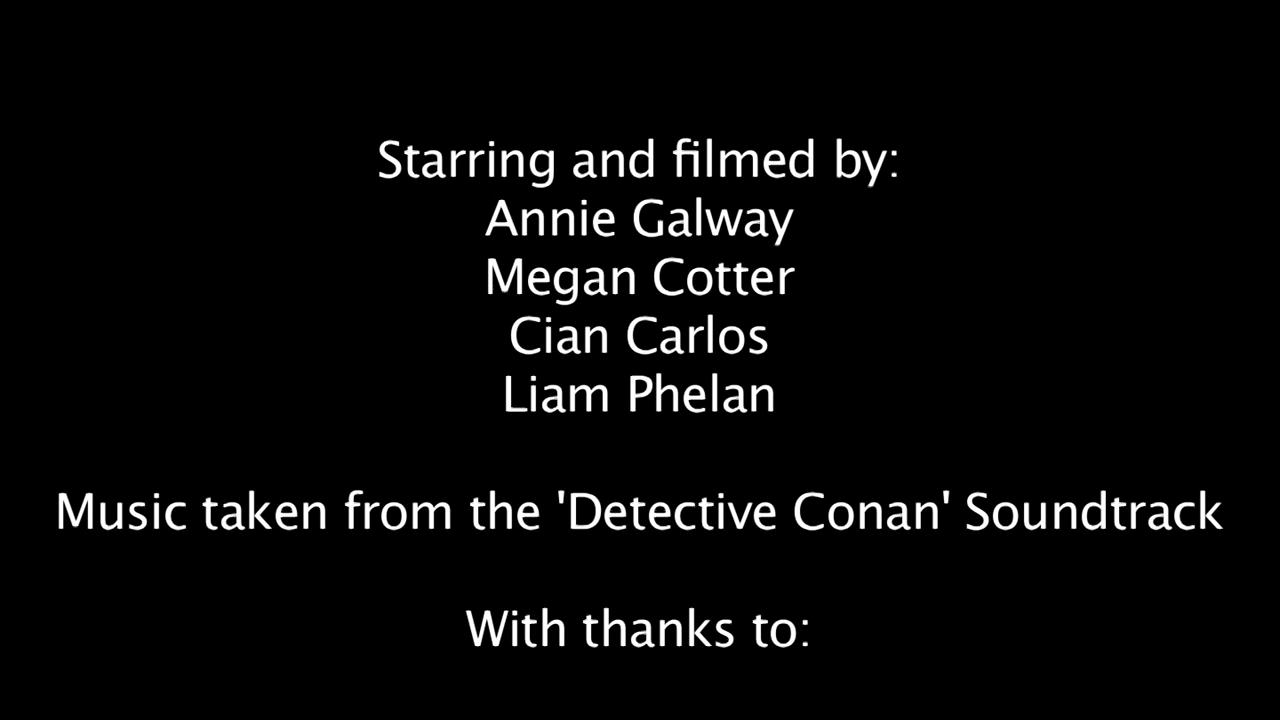 Starring and filmed by:
Annie Galway
Megan Cotter
Cian Carlos
Liam Phelan
Music taken from the 'Detective Conan' Soundtrack
With thanks to: